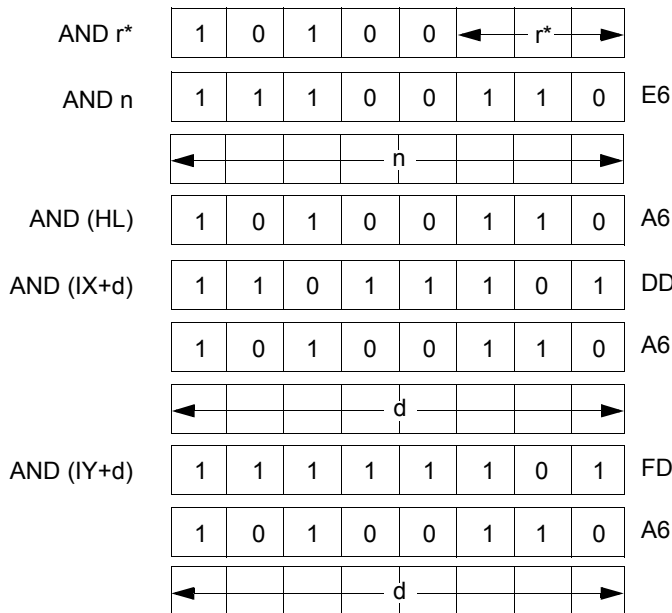 AND r* 1 0 1 0 0 r*
AND n 1 1 1 0 0 1 1 0 E6
n
AND (HL) 1 0 1 0 0 1 1 0 A6
AND (IX+d) 1 1 0 1 1 1 0 1 DD
1 0 1 0 0 1 1 0 A6
d
AND (IY+d) 1 1 1 1 1 1 0 1 FD
1 0 1 0 0 1 1 0 A6
d